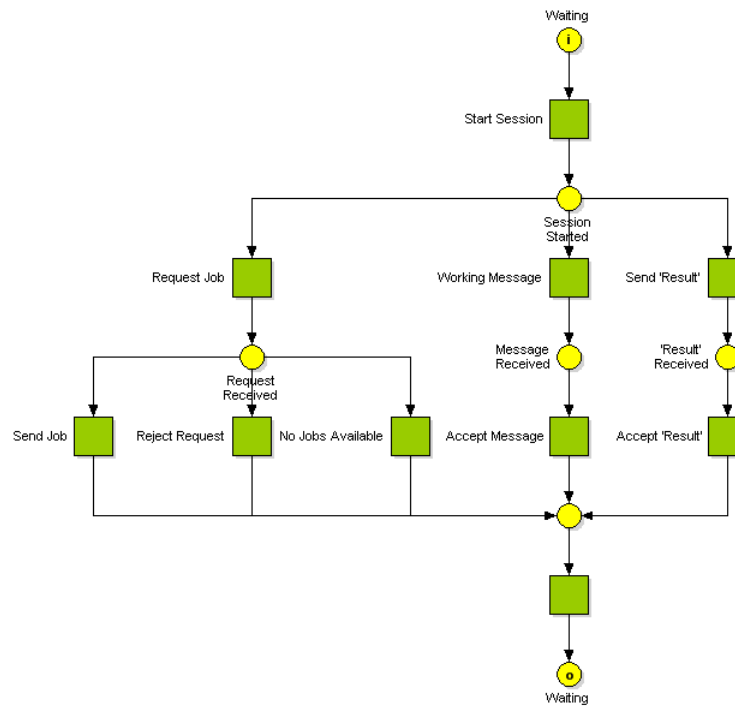 Waiting
i
Start Session
Session
Started
Request Job
Working Message
Send 'Result'
Message
Received
'Result'
Received
Request
Received
Send Job
Reject Request
No Jobs Available
Accept Message
Accept 'Result'
o
Waiting